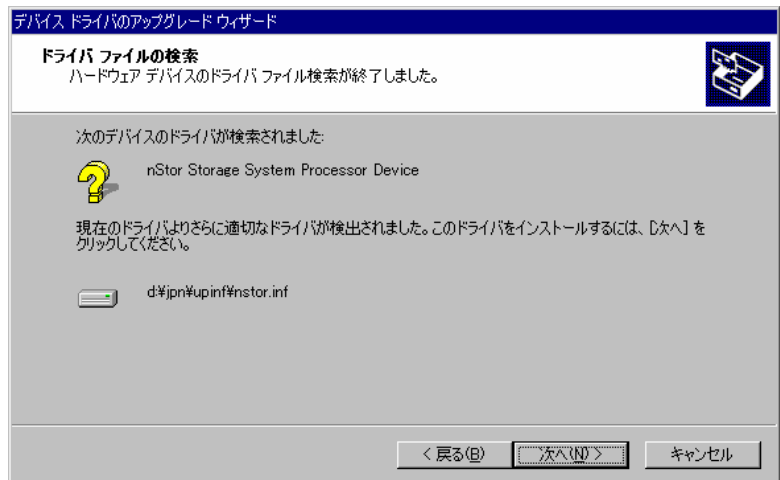 デバイス ドライバのアップグレード ウィザード
ドライバ ファイルの検索
ハードウェア デバイスのドライバ ファイル検索が終了しました。
次のデバイスのドライバが検索されました:
nStor Storage System Processor Device
現在のドライバよりさらに適切なドライバが検出されました。このドライバをインストールするには、[次へ] を
クリックしてください。
d:¥jpn¥upinf¥nstor.inf
< 戻る(B)
次へ(N) >
キャンセル